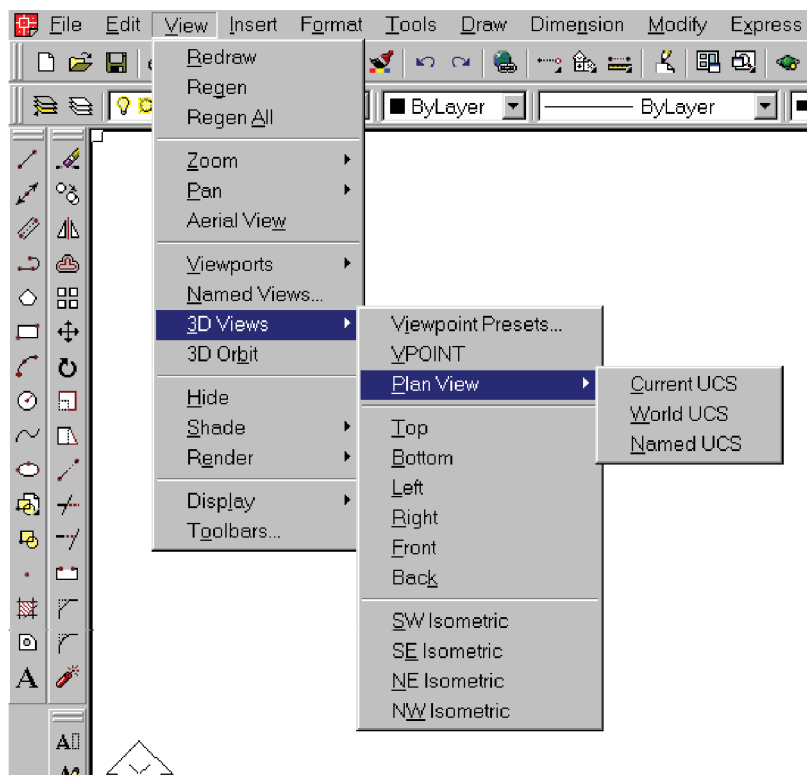 File Edit View Insert Format Tools Draw Dimension Modify Express
ByLayer ByLayer
Redraw
Regen
Regen All
Zoom
Pan
Aerial View
Viewports
Named Views...
3D Views
3D Orbit
Hide
Shade
Render
Display
Toolbars...
Viewpoint Presets...
VPOINT
Plan View
Top
Bottom
Left
Right
Front
Back
SW Isometric
SE Isometric
NE Isometric
NW Isometric
Current UCS
World UCS
Named UCS
A
A